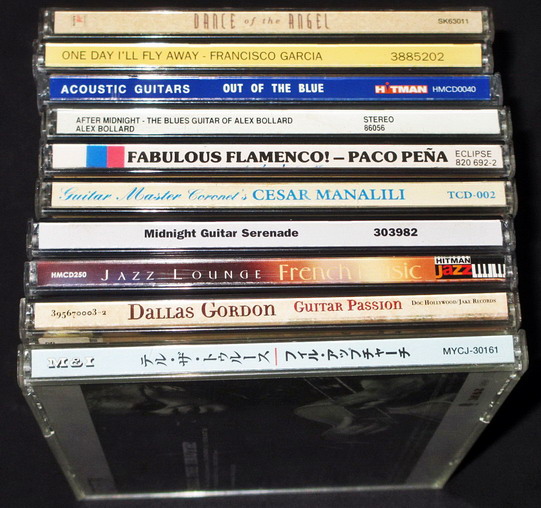 DANCE of the ANGEL SK63011
ONE DAY I'LL FLY AWAY - FRANCISCO GARCIA 3885202
ACOUSTIC GUITARS OUT OF THE BLUE HITMAN HMCD0040
AFTER MIDNIGHT - THE BLUES GUITAR OF ALEX BOLLARD STEREO
ALEX BOLLARD 86056
FABULOUS FLAMENCO! – PACO PEÑA ECLIPSE
820 692-2
Guitar Master Coronet's CESAR MANALILI TCD-002
Midnight Guitar Serenade 303982
HMCD250 JAZZ LOUNGE French Music HITMAN Jazz
395670003-2 DALLAS GORDON GUITAR PASSION DOC HOLLYWOOD/JAKE RECORDS
MEI テル・ザ・トゥルース | フィル・アップチャーチ MYCJ-30161